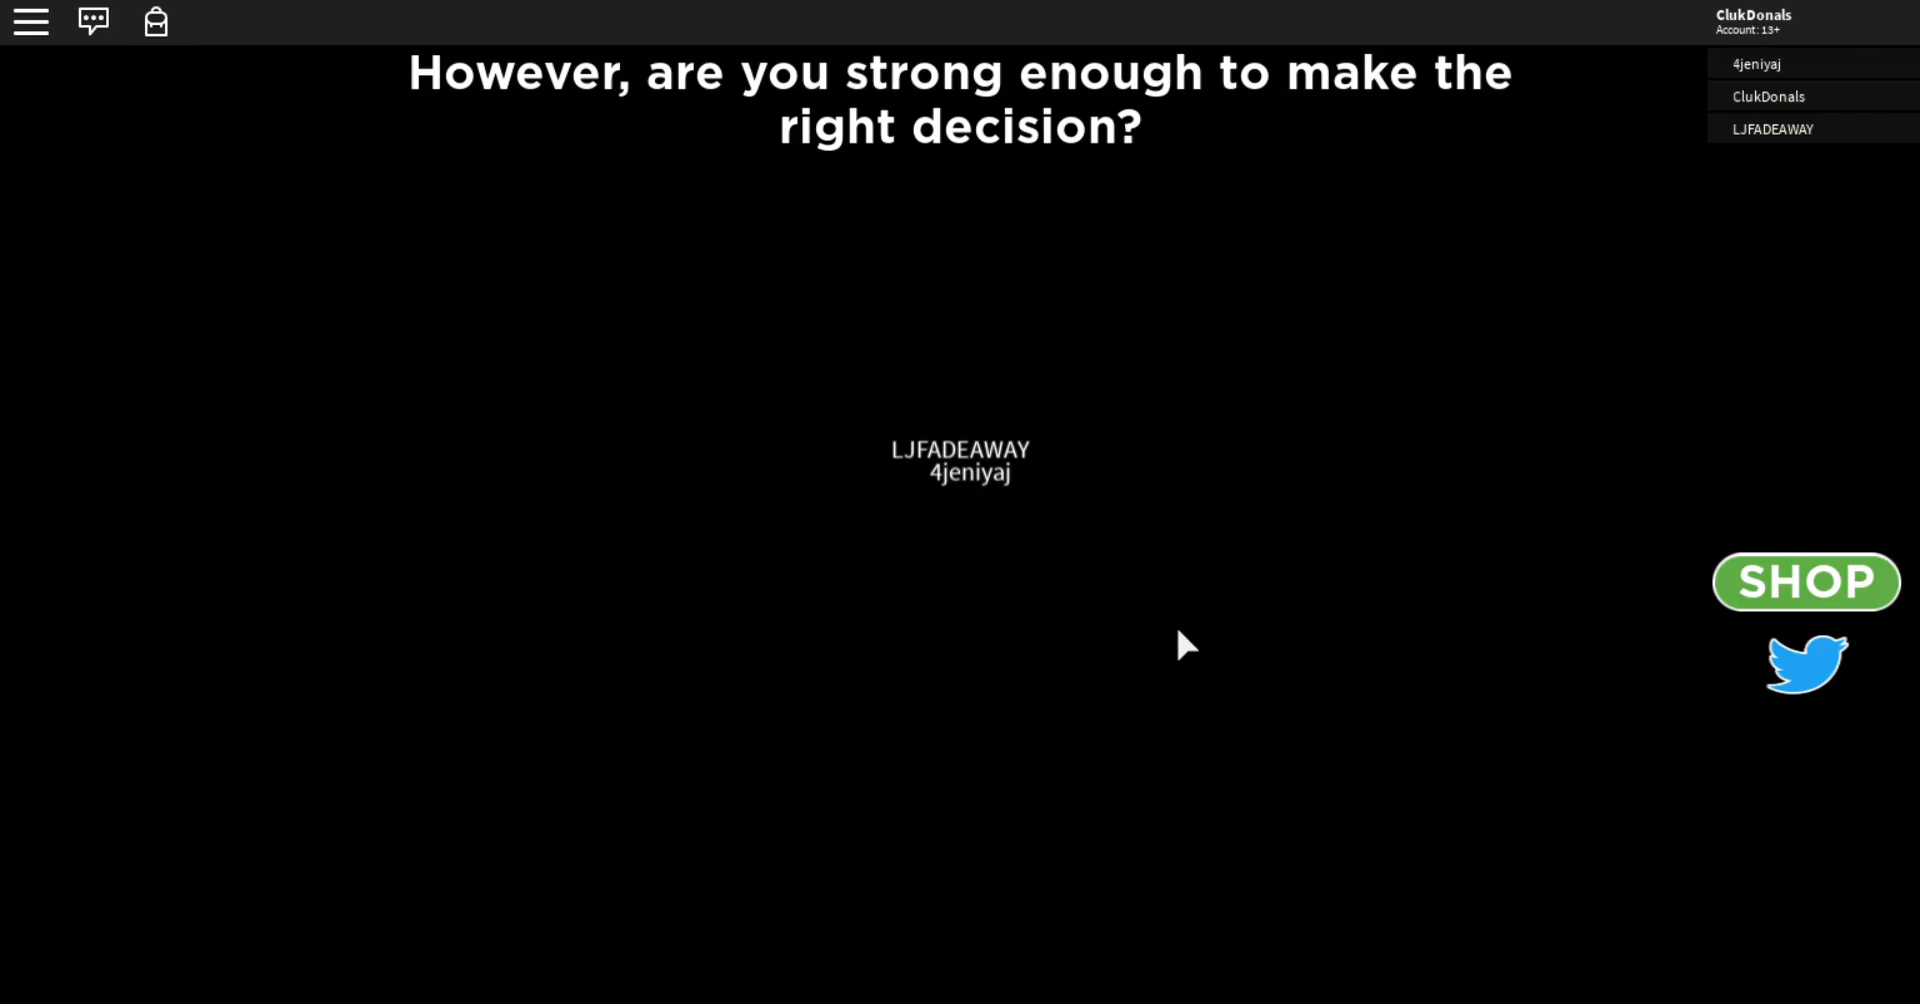 ClukDonals
Account: 13+
However, are you strong enough to make the
right decision?
4jeniyaj
ClukDonals
LJFADEAWAY
LJFADEAWAY
4jeniyaj
SHOP